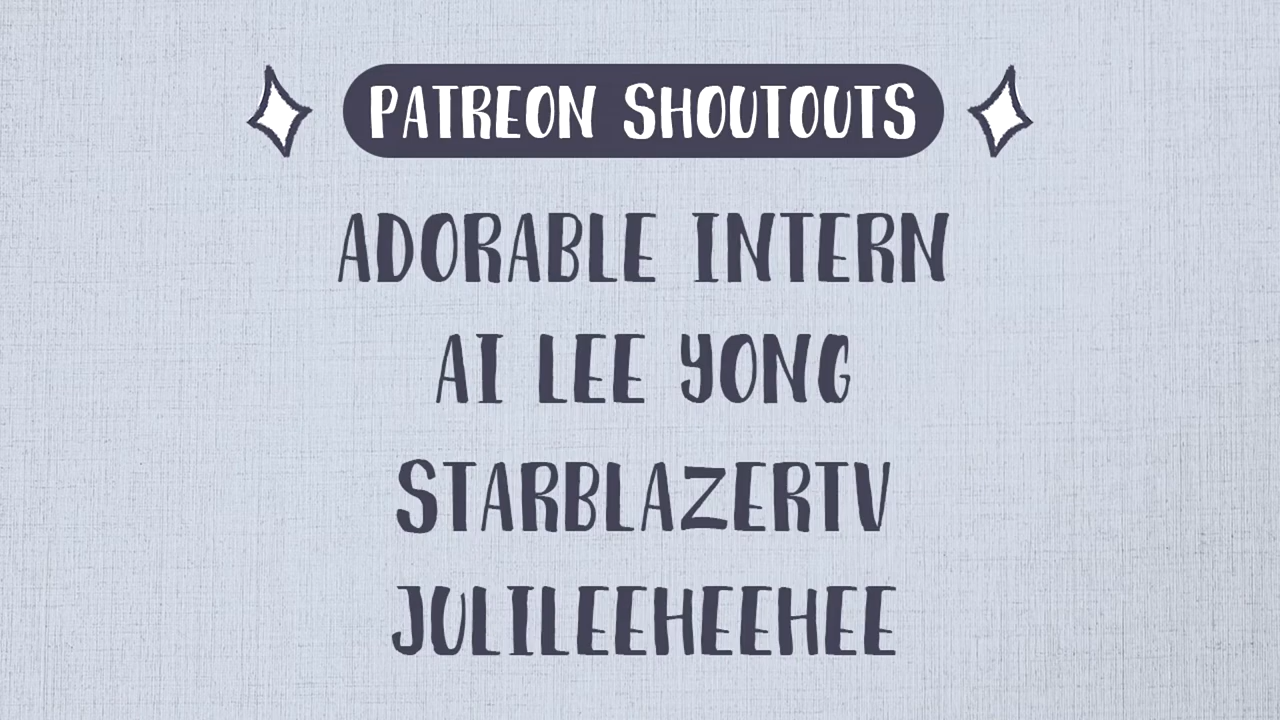 PATREON SHOUTOUTS
ADORABLE INTERN
AI LEE YONG
STARBLAZERTV
JULILEEHEEHEE